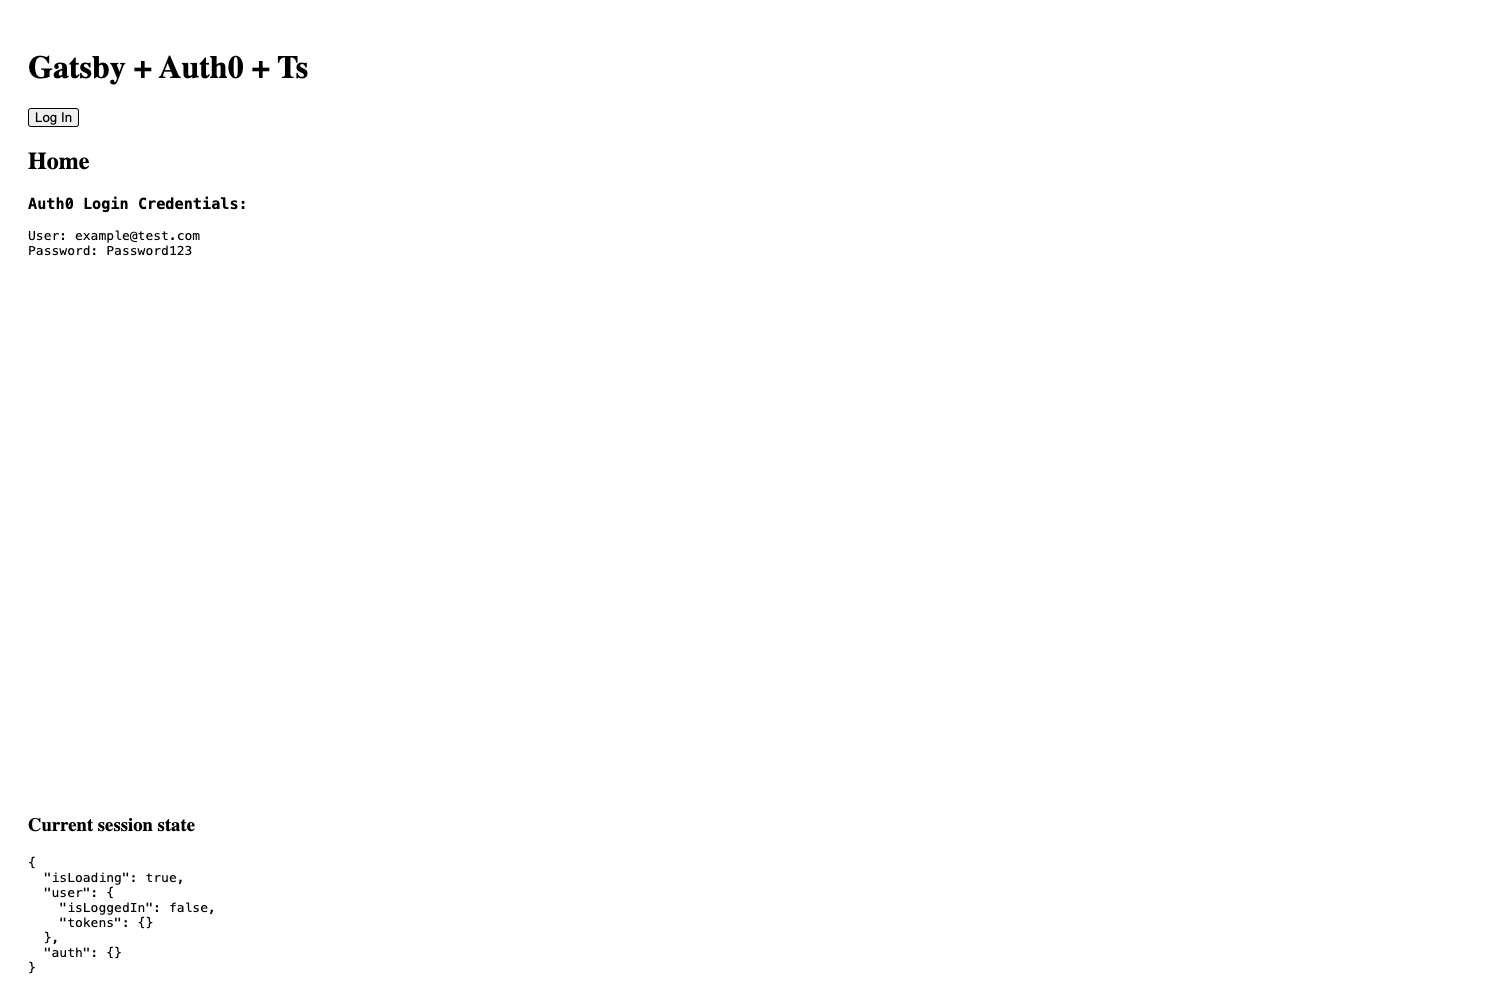 Gatsby + Auth0 + Ts
Log In
Home
Auth0 Login Credentials:
User: example@test.com
Password: Password123
Current session state
{
  "isLoading": true,
  "user": {
    "isLoggedIn": false,
    "tokens": {}
  },
  "auth": {}
}